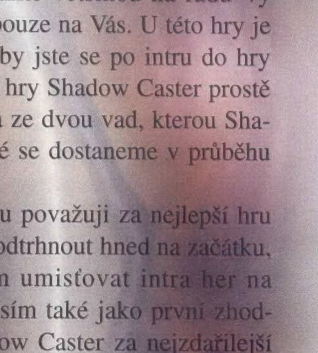 pouze na Vás. U této hry je
by jste se po intru do hry
hry Shadow Caster prostě
ze dvou vad, kterou Sha-
é se dostaneme v průběhu
u považuji za nejlepší hru
odtrhnout hned na začátku,
m umisťovat intra her na
sím také jako první zhod-
ow Caster za nejzdařilejší